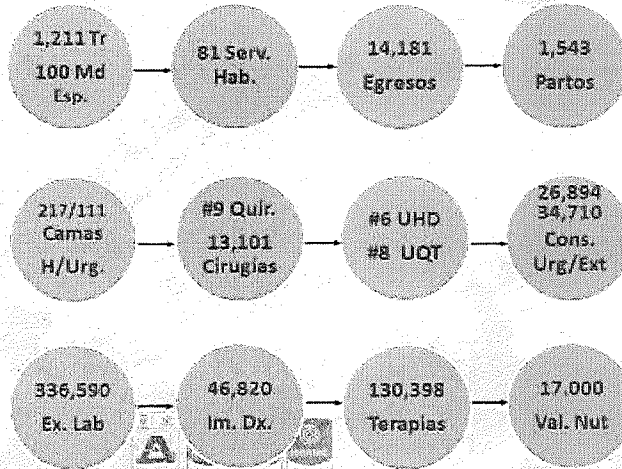 1,211 Tr
100 Md
Esp.
81 Serv.
Hab.
14,181
Egresos
1,543
Partos
217/111
Camas
H/Urg.
#9 Quir.
13,101
Cirugias
#6 UHD
#8 UQT
26,894
34,710
Cons.
Urg/Ext
336,590
Ex. Lab
46,820
Im. Dx.
130,398
Terapias
17.000
Val. Nut
A